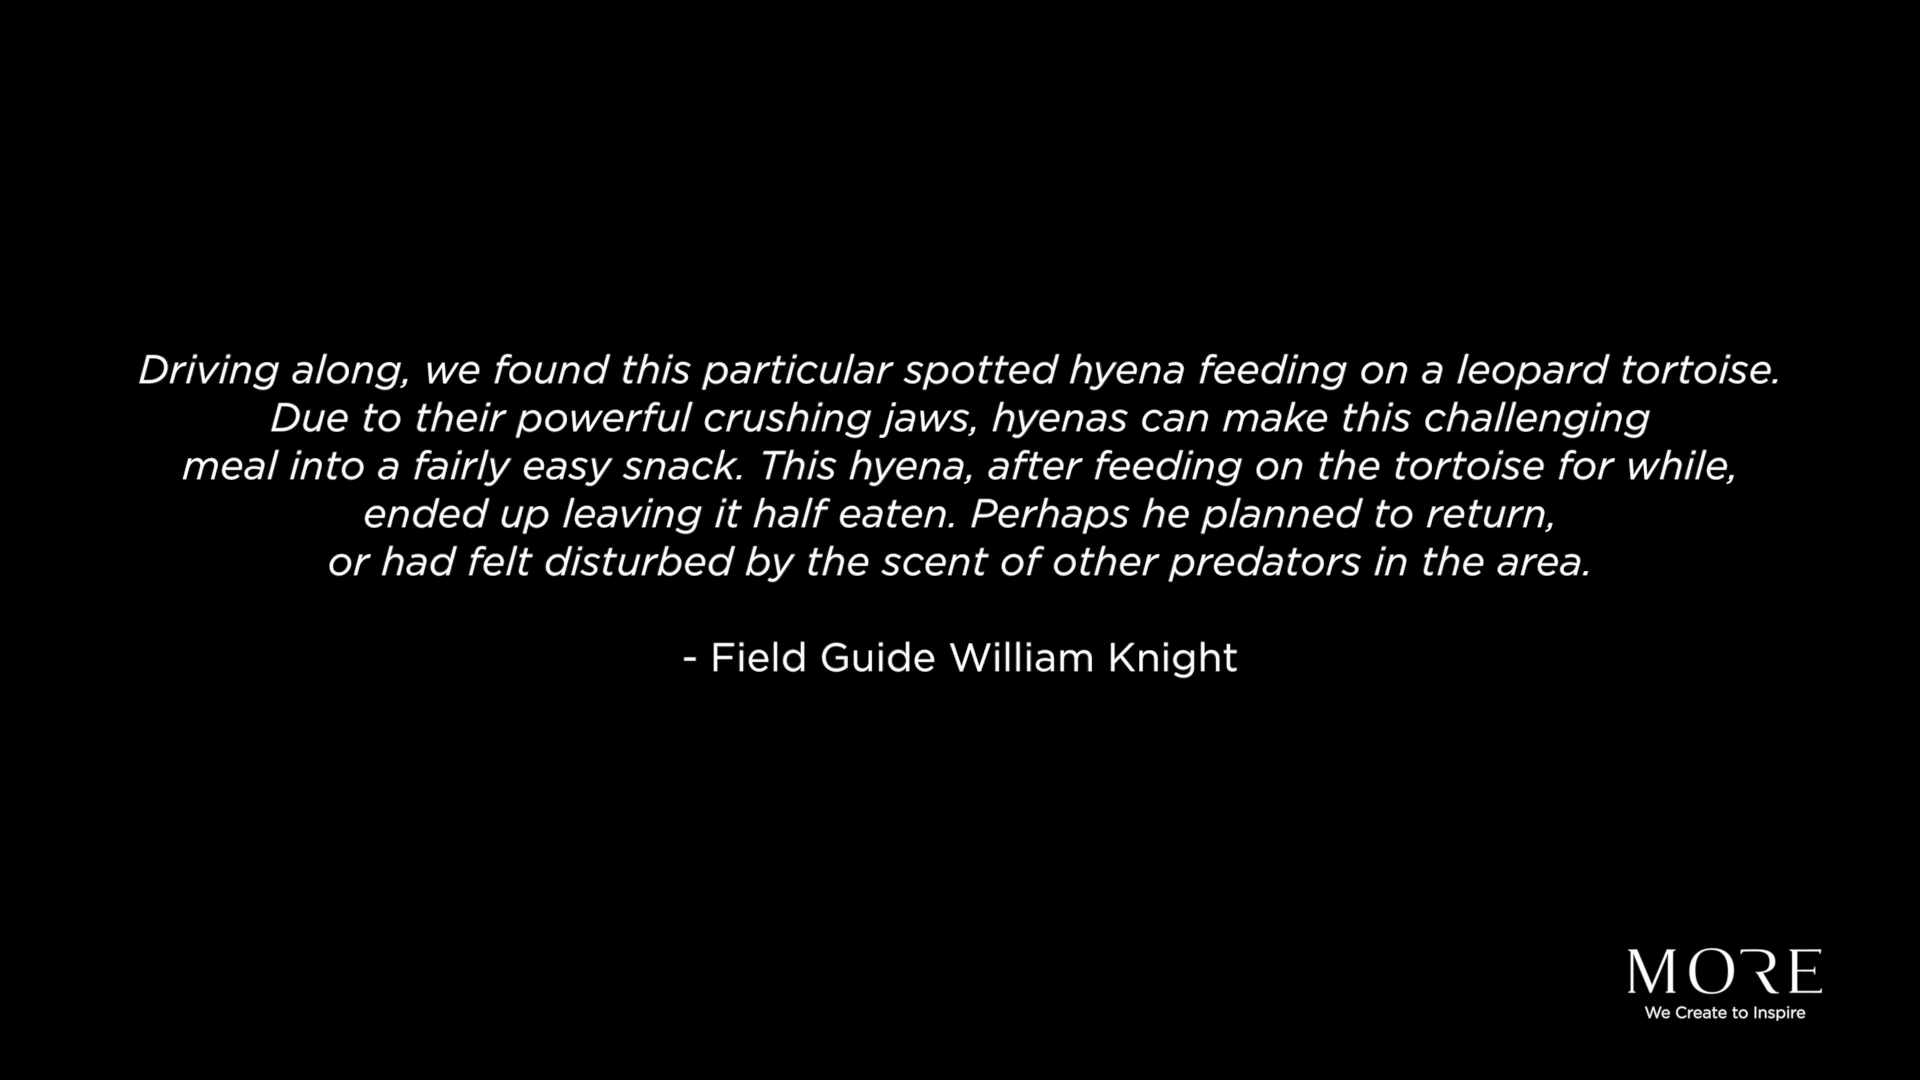 Driving along, we found this particular spotted hyena feeding on a leopard tortoise.
Due to their powerful crushing jaws, hyenas can make this challenging
meal into a fairly easy snack. This hyena, after feeding on the tortoise for while,
ended up leaving it half eaten. Perhaps he planned to return,
or had felt disturbed by the scent of other predators in the area.
- Field Guide William Knight
MORE
We Create to Inspire